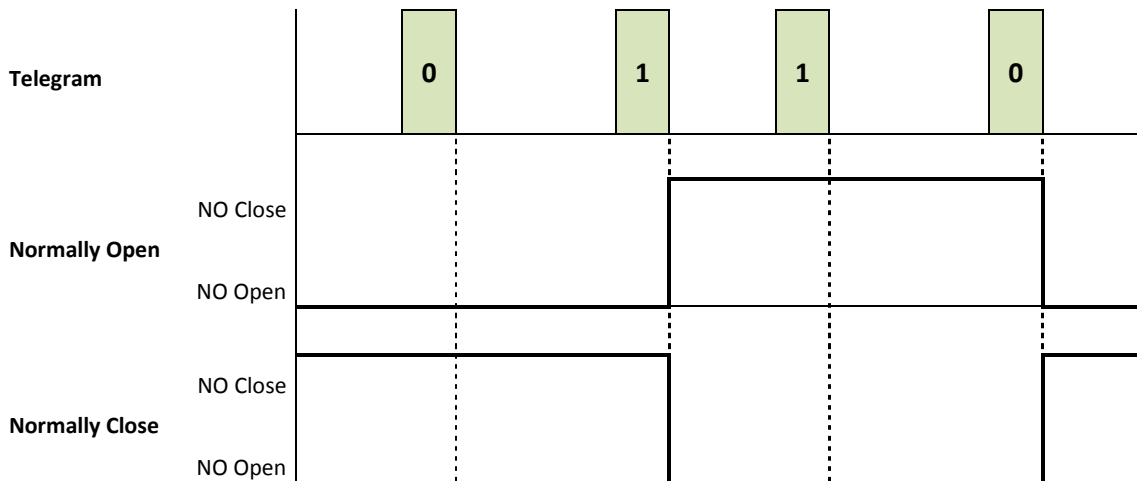 0 1 1 0
Telegram
NO Close
Normally Open
NO Open
NO Close
Normally Close
NO Open